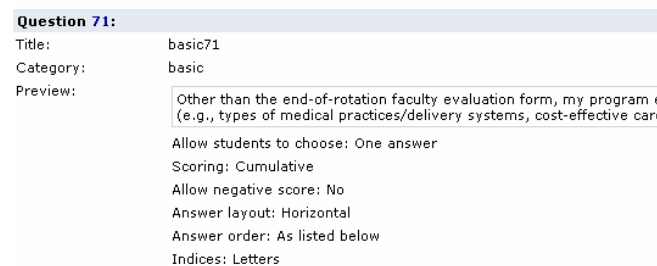 Question 71:
Title: basic71
Category: basic
Preview:
Other than the end-of-rotation faculty evaluation form, my program
(e.g., types of medical practices/delivery systems, cost-effective
Allow students to choose: One answer
Scoring: Cumulative
Allow negative score: No
Answer layout: Horizontal
Answer order: As listed below
Indices: Letters